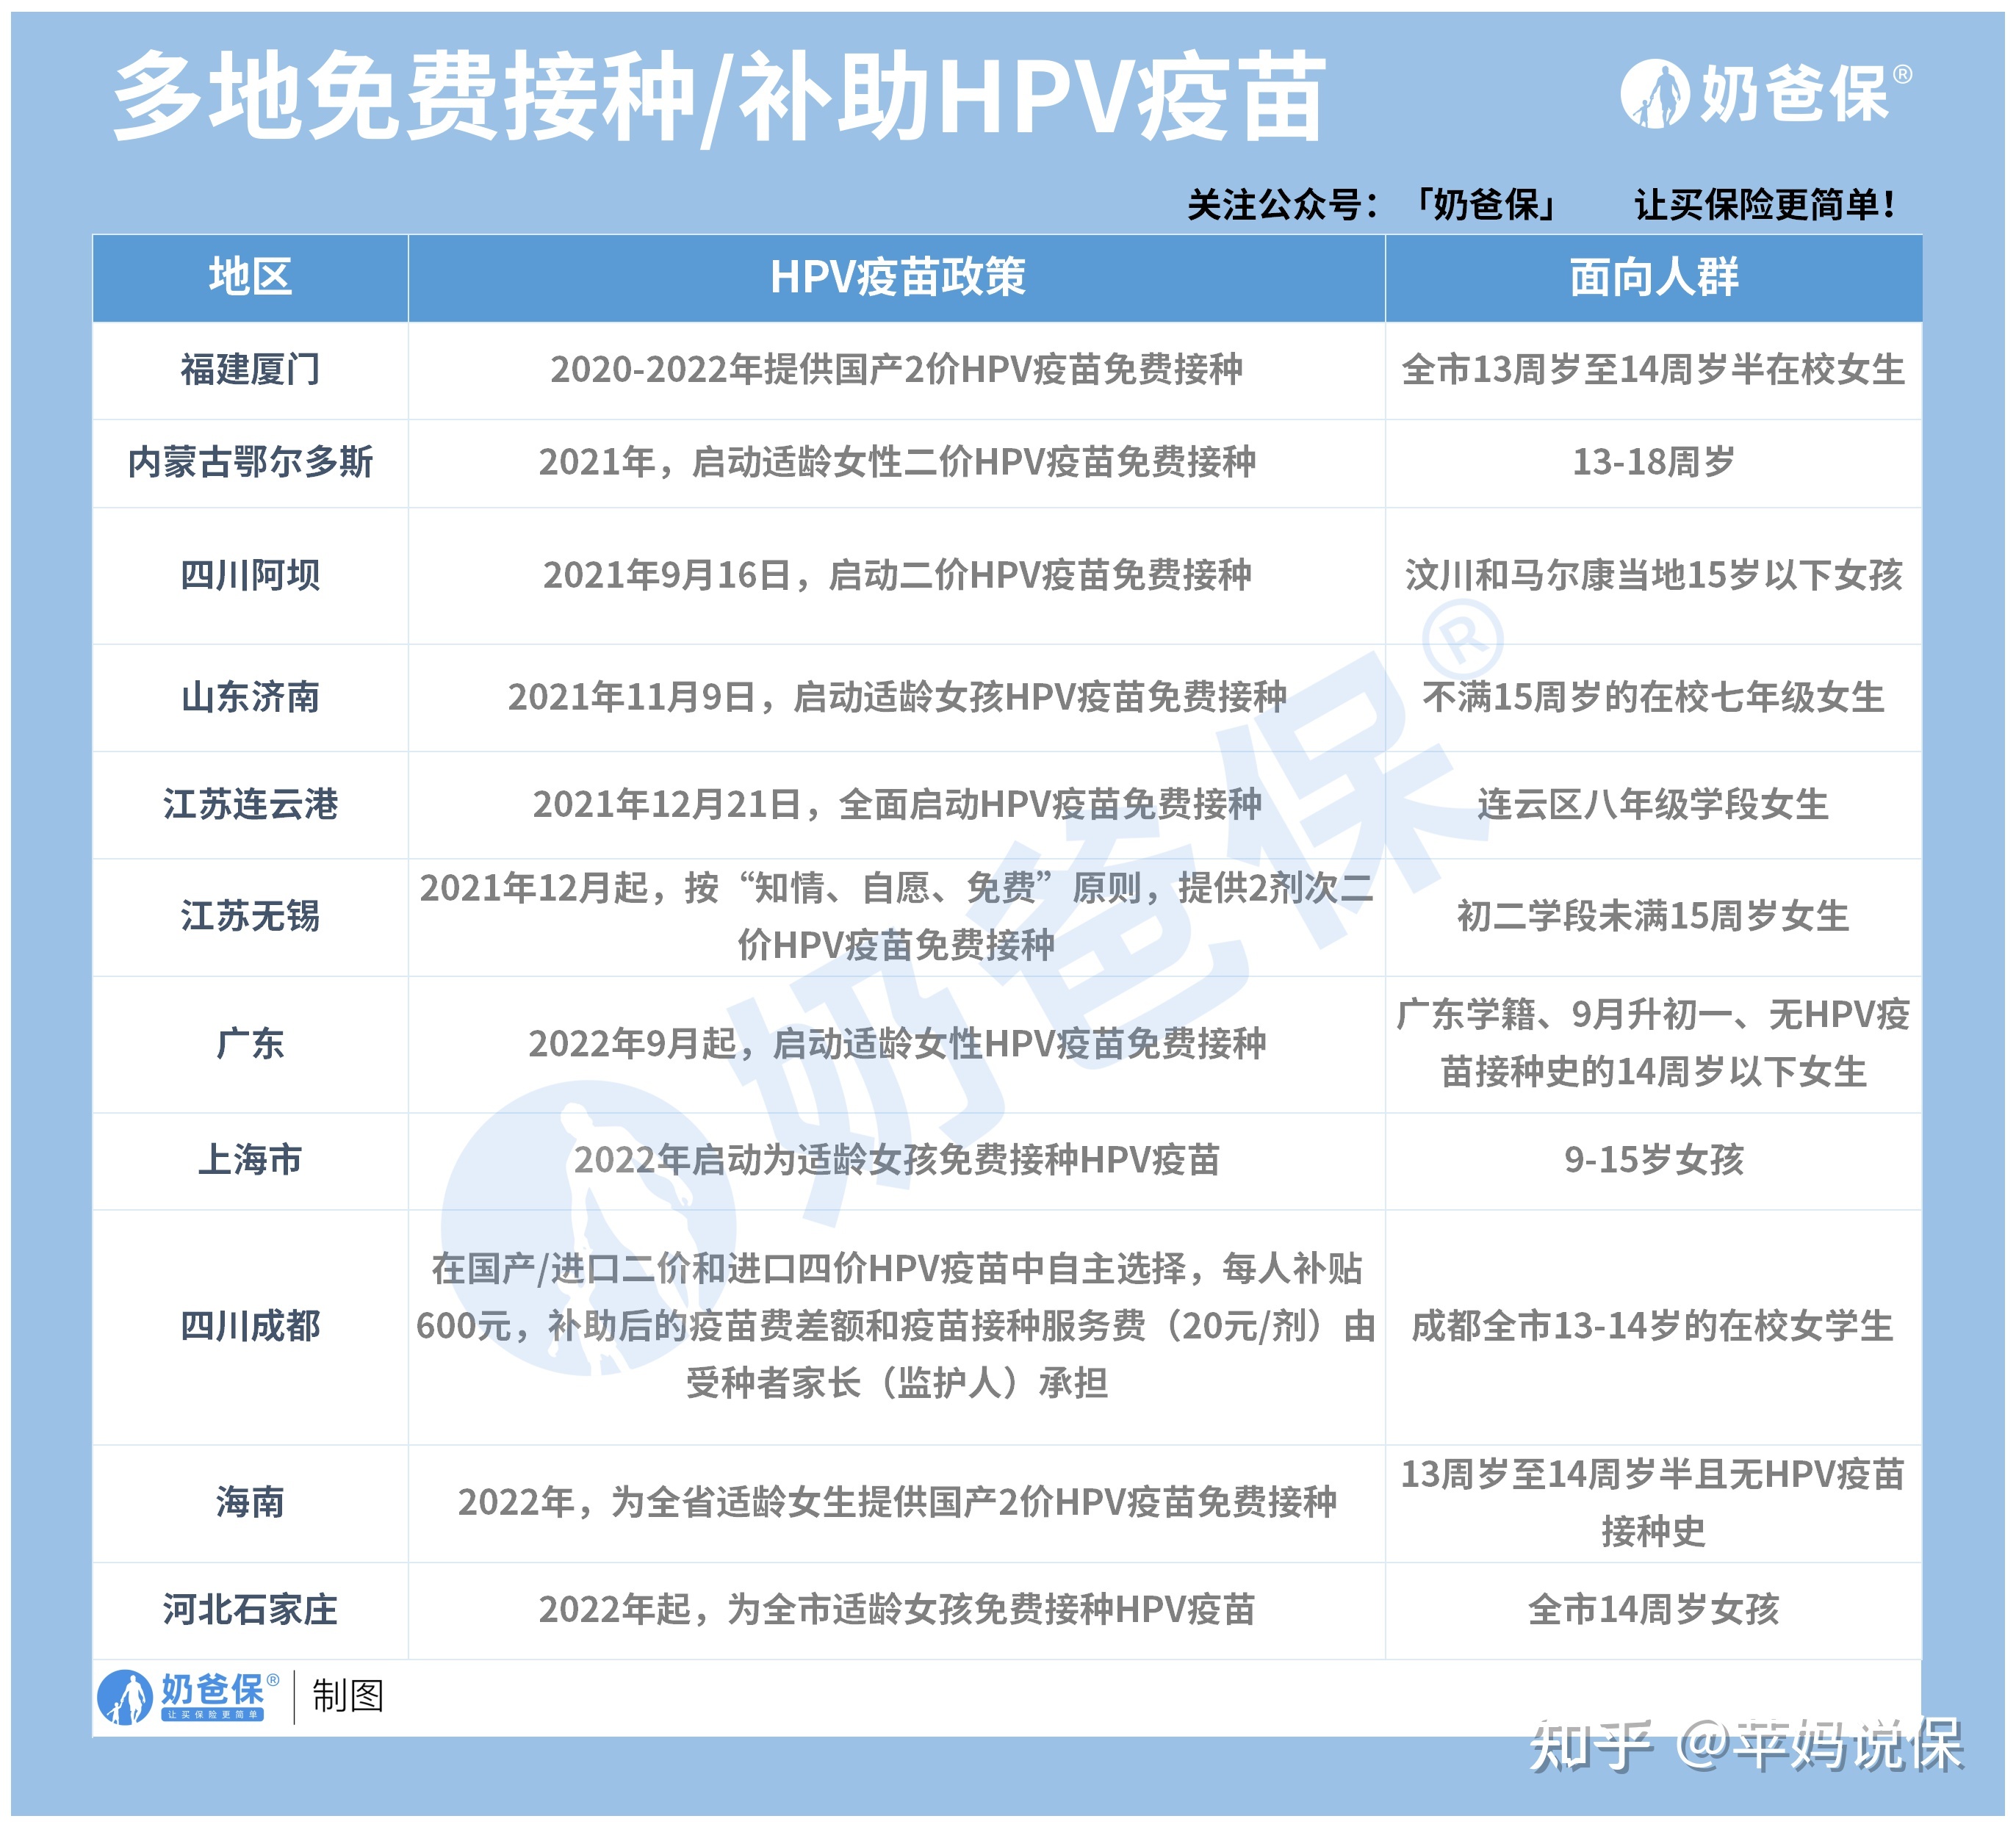 多地免费接种/补助HPV疫苗
奶爸保®
关注公众号：「奶爸保」 让买保险更简单！
地区 HPV疫苗政策 面向人群
福建厦门 2020-2022年提供国产2价HPV疫苗免费接种 全市13周岁至14周岁半在校女生
内蒙古鄂尔多斯 2021年，启动适龄女性二价HPV疫苗免费接种 13-18周岁
四川阿坝 2021年9月16日，启动二价HPV疫苗免费接种 汶川和马尔康当地15岁以下女孩
山东济南 2021年11月9日，启动适龄女孩HPV疫苗免费接种 不满15周岁的在校七年级女生
江苏连云港 2021年12月21日，全面启动HPV疫苗免费接种 连云区八年级学段女生
江苏无锡
2021年12月起，按“知情、自愿、免费”原则，提供2剂次二
价HPV疫苗免费接种
初二学段未满15周岁女生
广东 2022年9月起，启动适龄女性HPV疫苗免费接种
广东学籍、9月升初一、无HPV疫
苗接种史的14周岁以下女生
上海市 2022年启动为适龄女孩免费接种HPV疫苗 9-15岁女孩
四川成都
在国产/进口二价和进口四价HPV疫苗中自主选择，每人补贴
600元，补助后的疫苗费差额和疫苗接种服务费（20元/剂）由
受种者家长（监护人）承担
成都全市13-14岁的在校女学生
海南 2022年，为全省适龄女生提供国产2价HPV疫苗免费接种
13周岁至14周岁半且无HPV疫苗
接种史
河北石家庄 2022年起，为全市适龄女孩免费接种HPV疫苗 全市14周岁女孩
奶爸保®
奶爸保®
让买保险更简单
制图
知乎 @苹妈说保